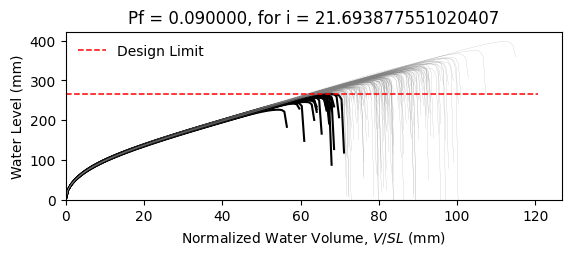 Pf = 0.090000, for i = 21.693877551020407
Design Limit
Water Level (mm)
400
300
200
100
0
0 20 40 60 80 100 120
Normalized Water Volume, V/SL (mm)